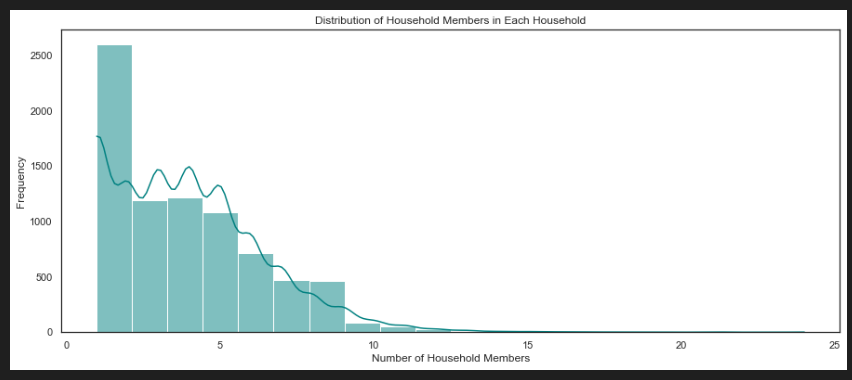 Distribution of Household Members in Each Household
2500
2000
1500
1000
500
0
Frequency
0 5 10 15 20 25
Number of Household Members